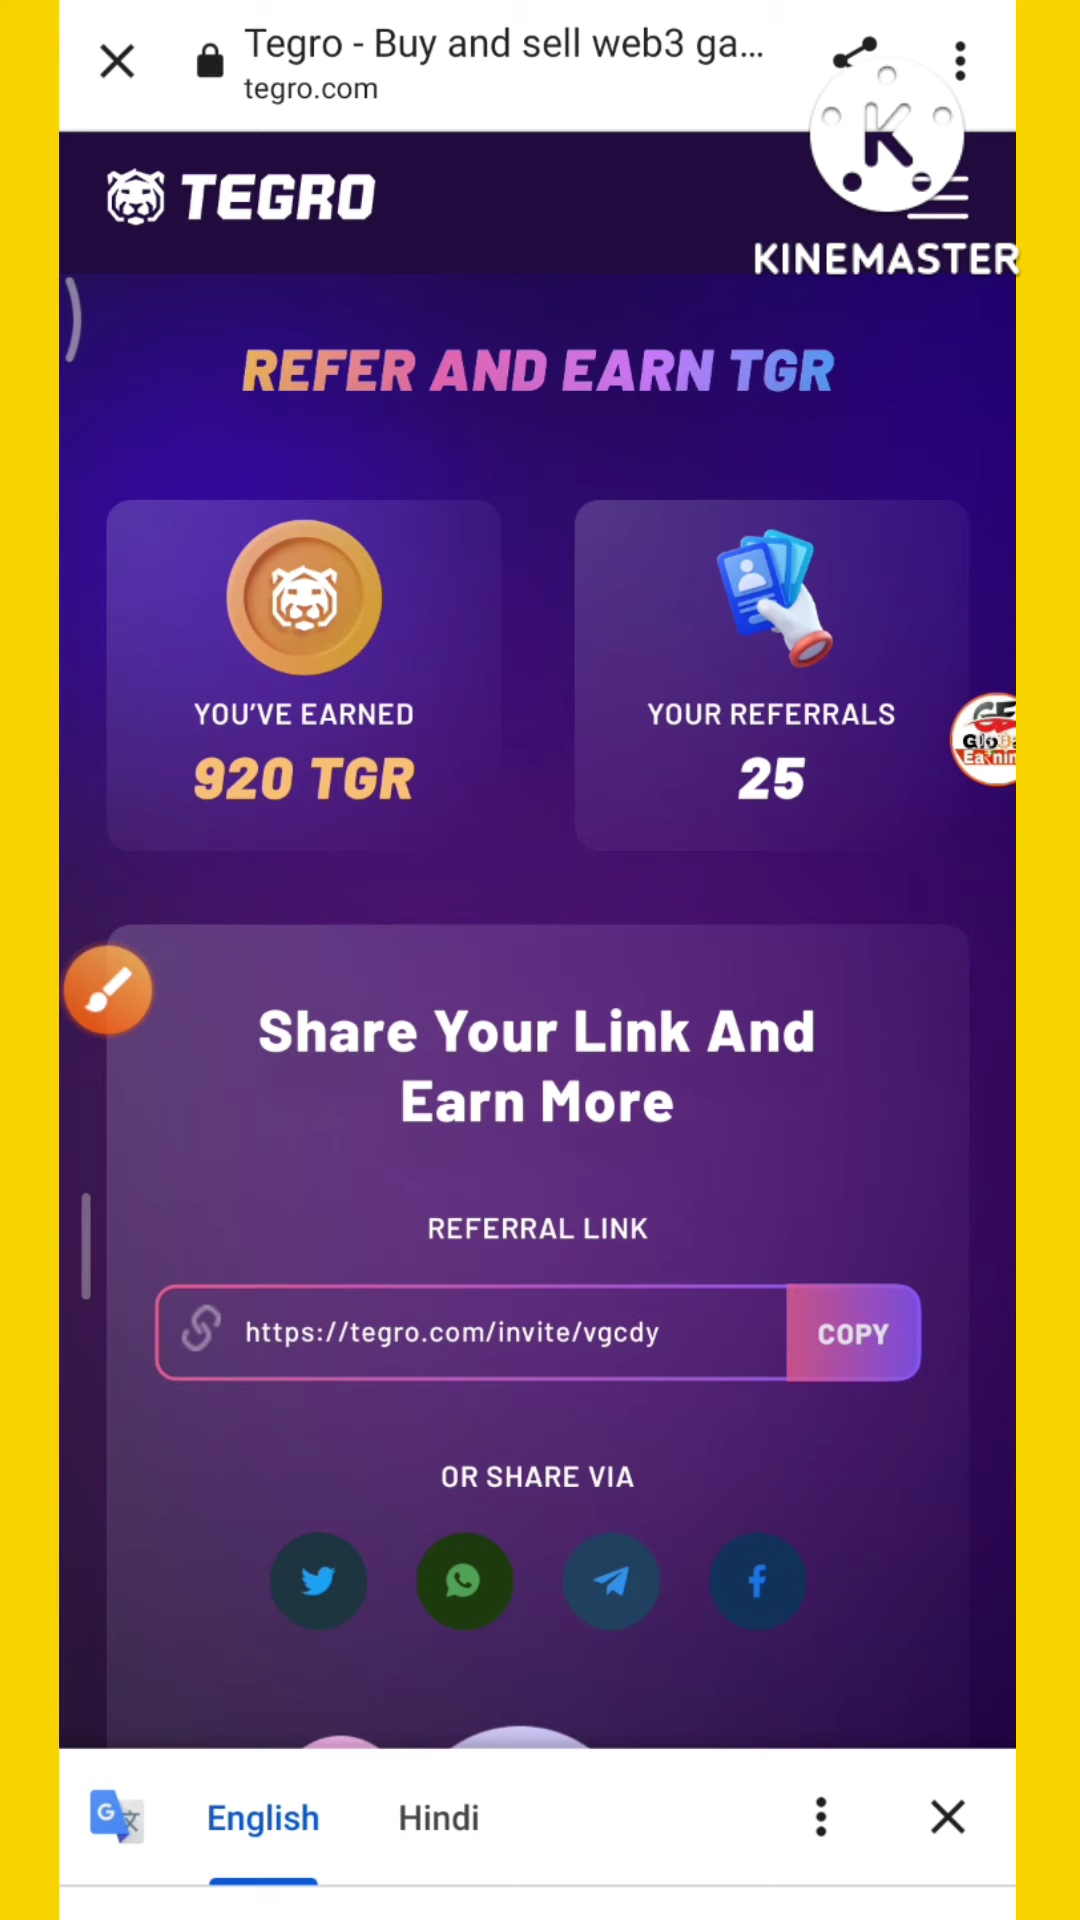 Tegro - Buy and sell web3 ga...
tegro.com
K
KINEMASTER
TEGRO
REFER AND EARN TGR
YOU'VE EARNED
920 TGR
YOUR REFERRALS
25
GE
Share Your Link And
Earn More
REFERRAL LINK
https://tegro.com/invite/vgcdy
COPY
OR SHARE VIA
G 文
English
Hindi